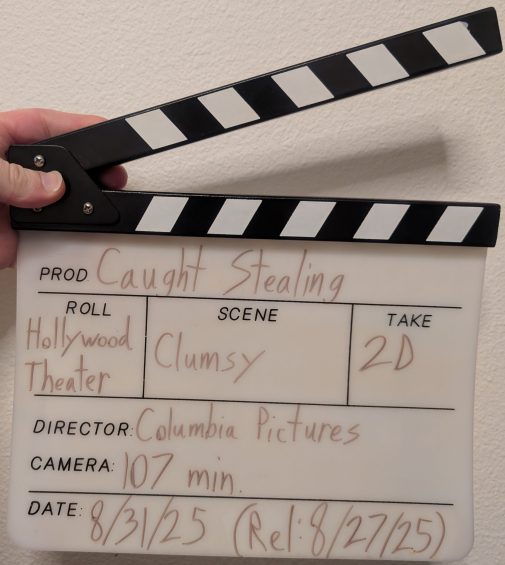 PROD Caught Stealing
ROLL SCENE TAKE
Hollywood Theater Clumsy 2D
DIRECTOR: Columbia Pictures
CAMERA: 107 min.
DATE: 8/31/25 (Rel: 8/27/25)